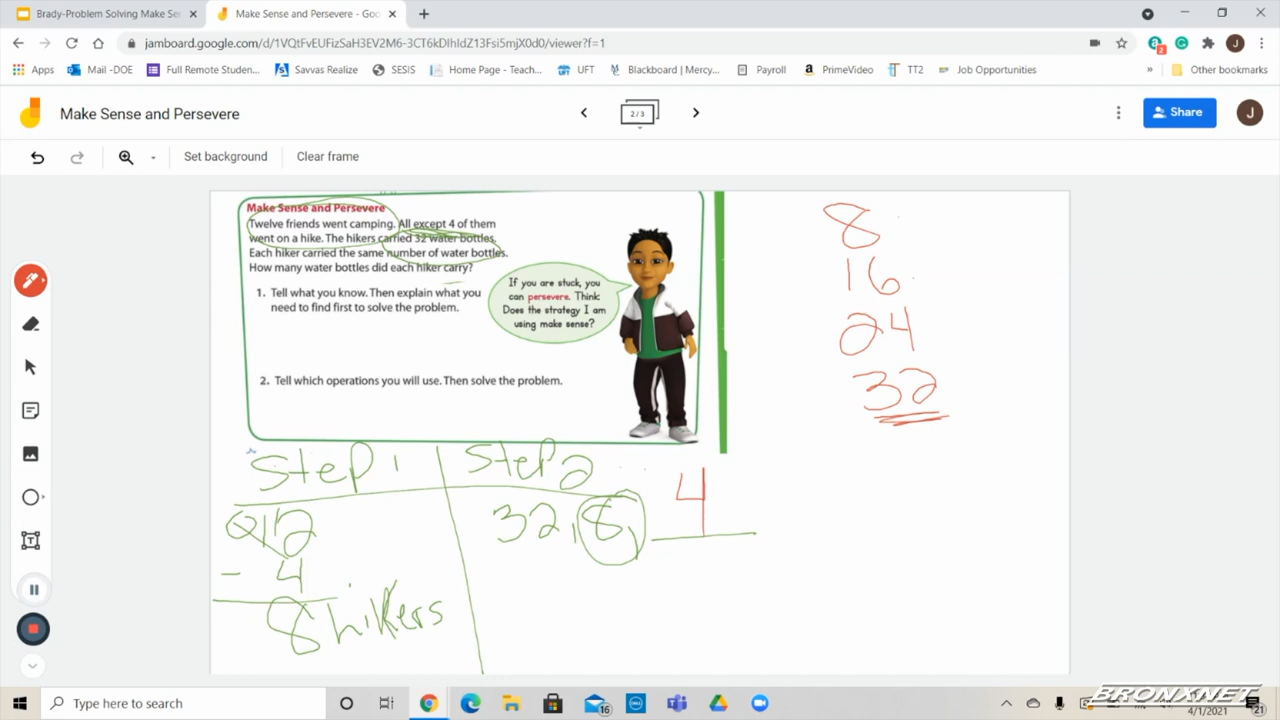 Brady-Problem Solving Make Ser
Make Sense and Persevere - Goo
jamboard.google.com/d/1VQtFvEUFizSaH3EV2M6-3CT6kDIhIdZ13Fsi5mjX0d0/viewer?f=1
Apps Mail -DOE Full Remote Studen... Savvas Realize SESIS Home Page - Teach... UFT Blackboard | Mercy... Payroll PrimeVideo TT2 Job Opportunities » Other bookmarks
Make Sense and Persevere
2/3
Share
J
Set background Clear frame
Make Sense and Persevere
Twelve friends went camping. All except 4 of them
went on a hike. The hikers carried 32 water bottles.
Each hiker carried the same number of water bottles.
How many water bottles did each hiker carry?
1. Tell what you know. Then explain what you
need to find first to solve the problem.
If you are stuck, you
can persevere. Think
Does the strategy I am
using make sense?
2. Tell which operations you will use. Then solve the problem.
8
16
24
32
Step 1
Step 2
12
- 4
8 hikers
32, 8, 4
Type here to search
16
BRONXNET
4/1/2021
21